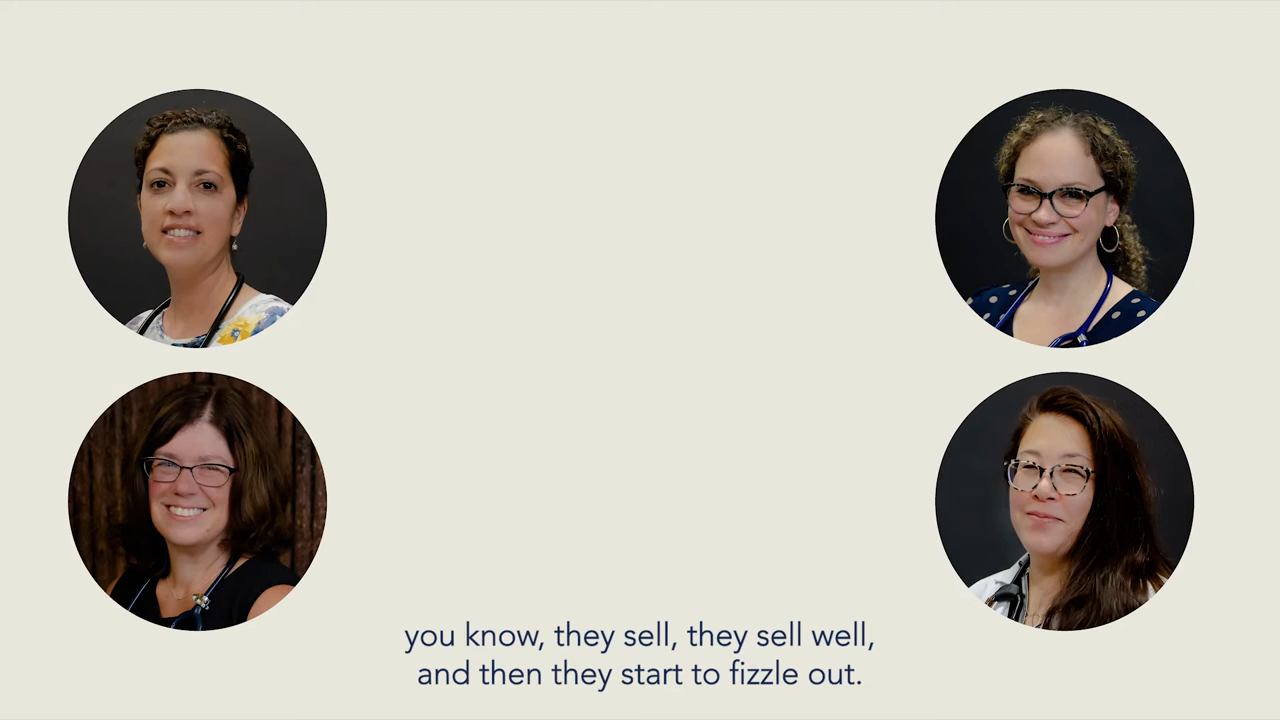 you know, they sell, they sell well,
and then they start to fizzle out.